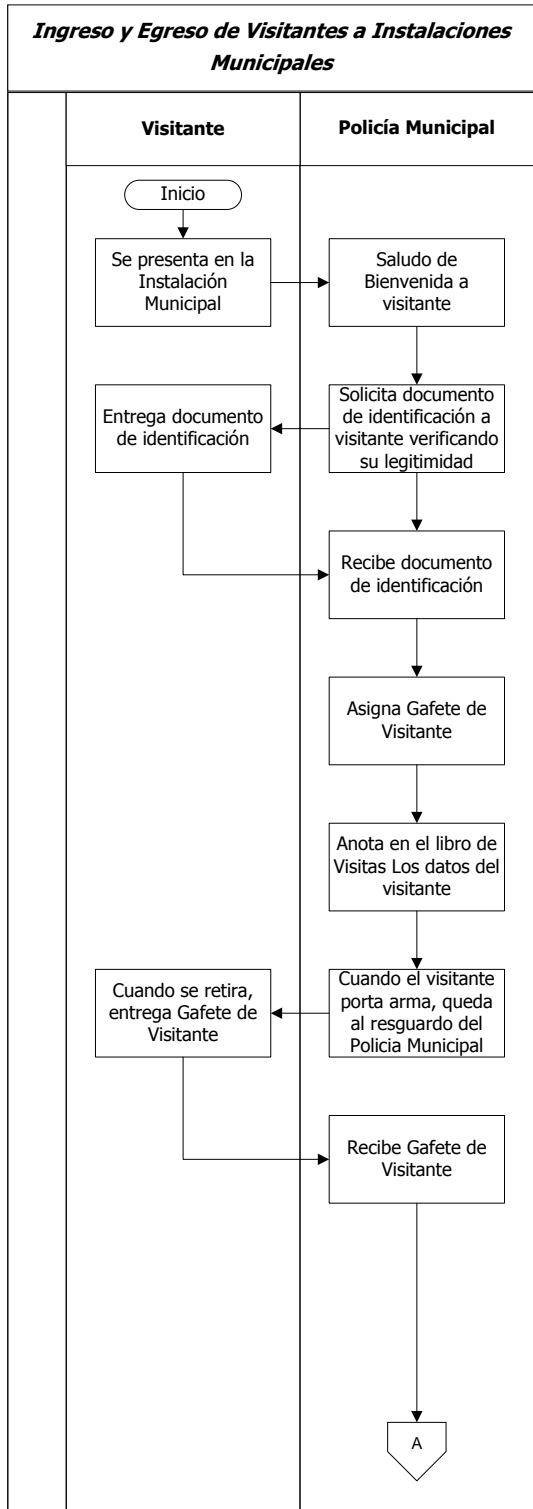 Ingreso y Egreso de Visitantes a Instalaciones
Municipales
Visitante
Policía Municipal
Inicio
Se presenta en la
Instalación
Municipal
Saludo de
Bienvenida a
visitante
Solicita documento
de identificación a
visitante verificando
su legitimidad
Entrega documento
de identificación
Recibe documento
de identificación
Asigna Gafete de
Visitante
Anota en el libro de
Visitas Los datos del
visitante
Cuando el visitante
porta arma, queda
al resguardo del
Policia Municipal
Cuando se retira,
entrega Gafete de
Visitante
Recibe Gafete de
Visitante
A